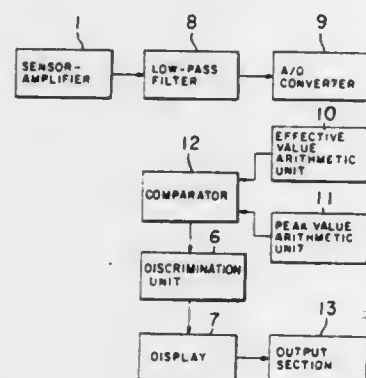 1
8
9
SENSOR-
AMPLIFIER
LOW-PASS
FILTER
A/D
CONVERTER
10
EFFECTIVE
VALUE
ARITHMETIC
UNIT
12
COMPARATOR
11
PEAK VALUE
ARITHMETIC
UNIT
6
DISCRIMINATION
UNIT
7
DISPLAY
13
OUTPUT
SECTION